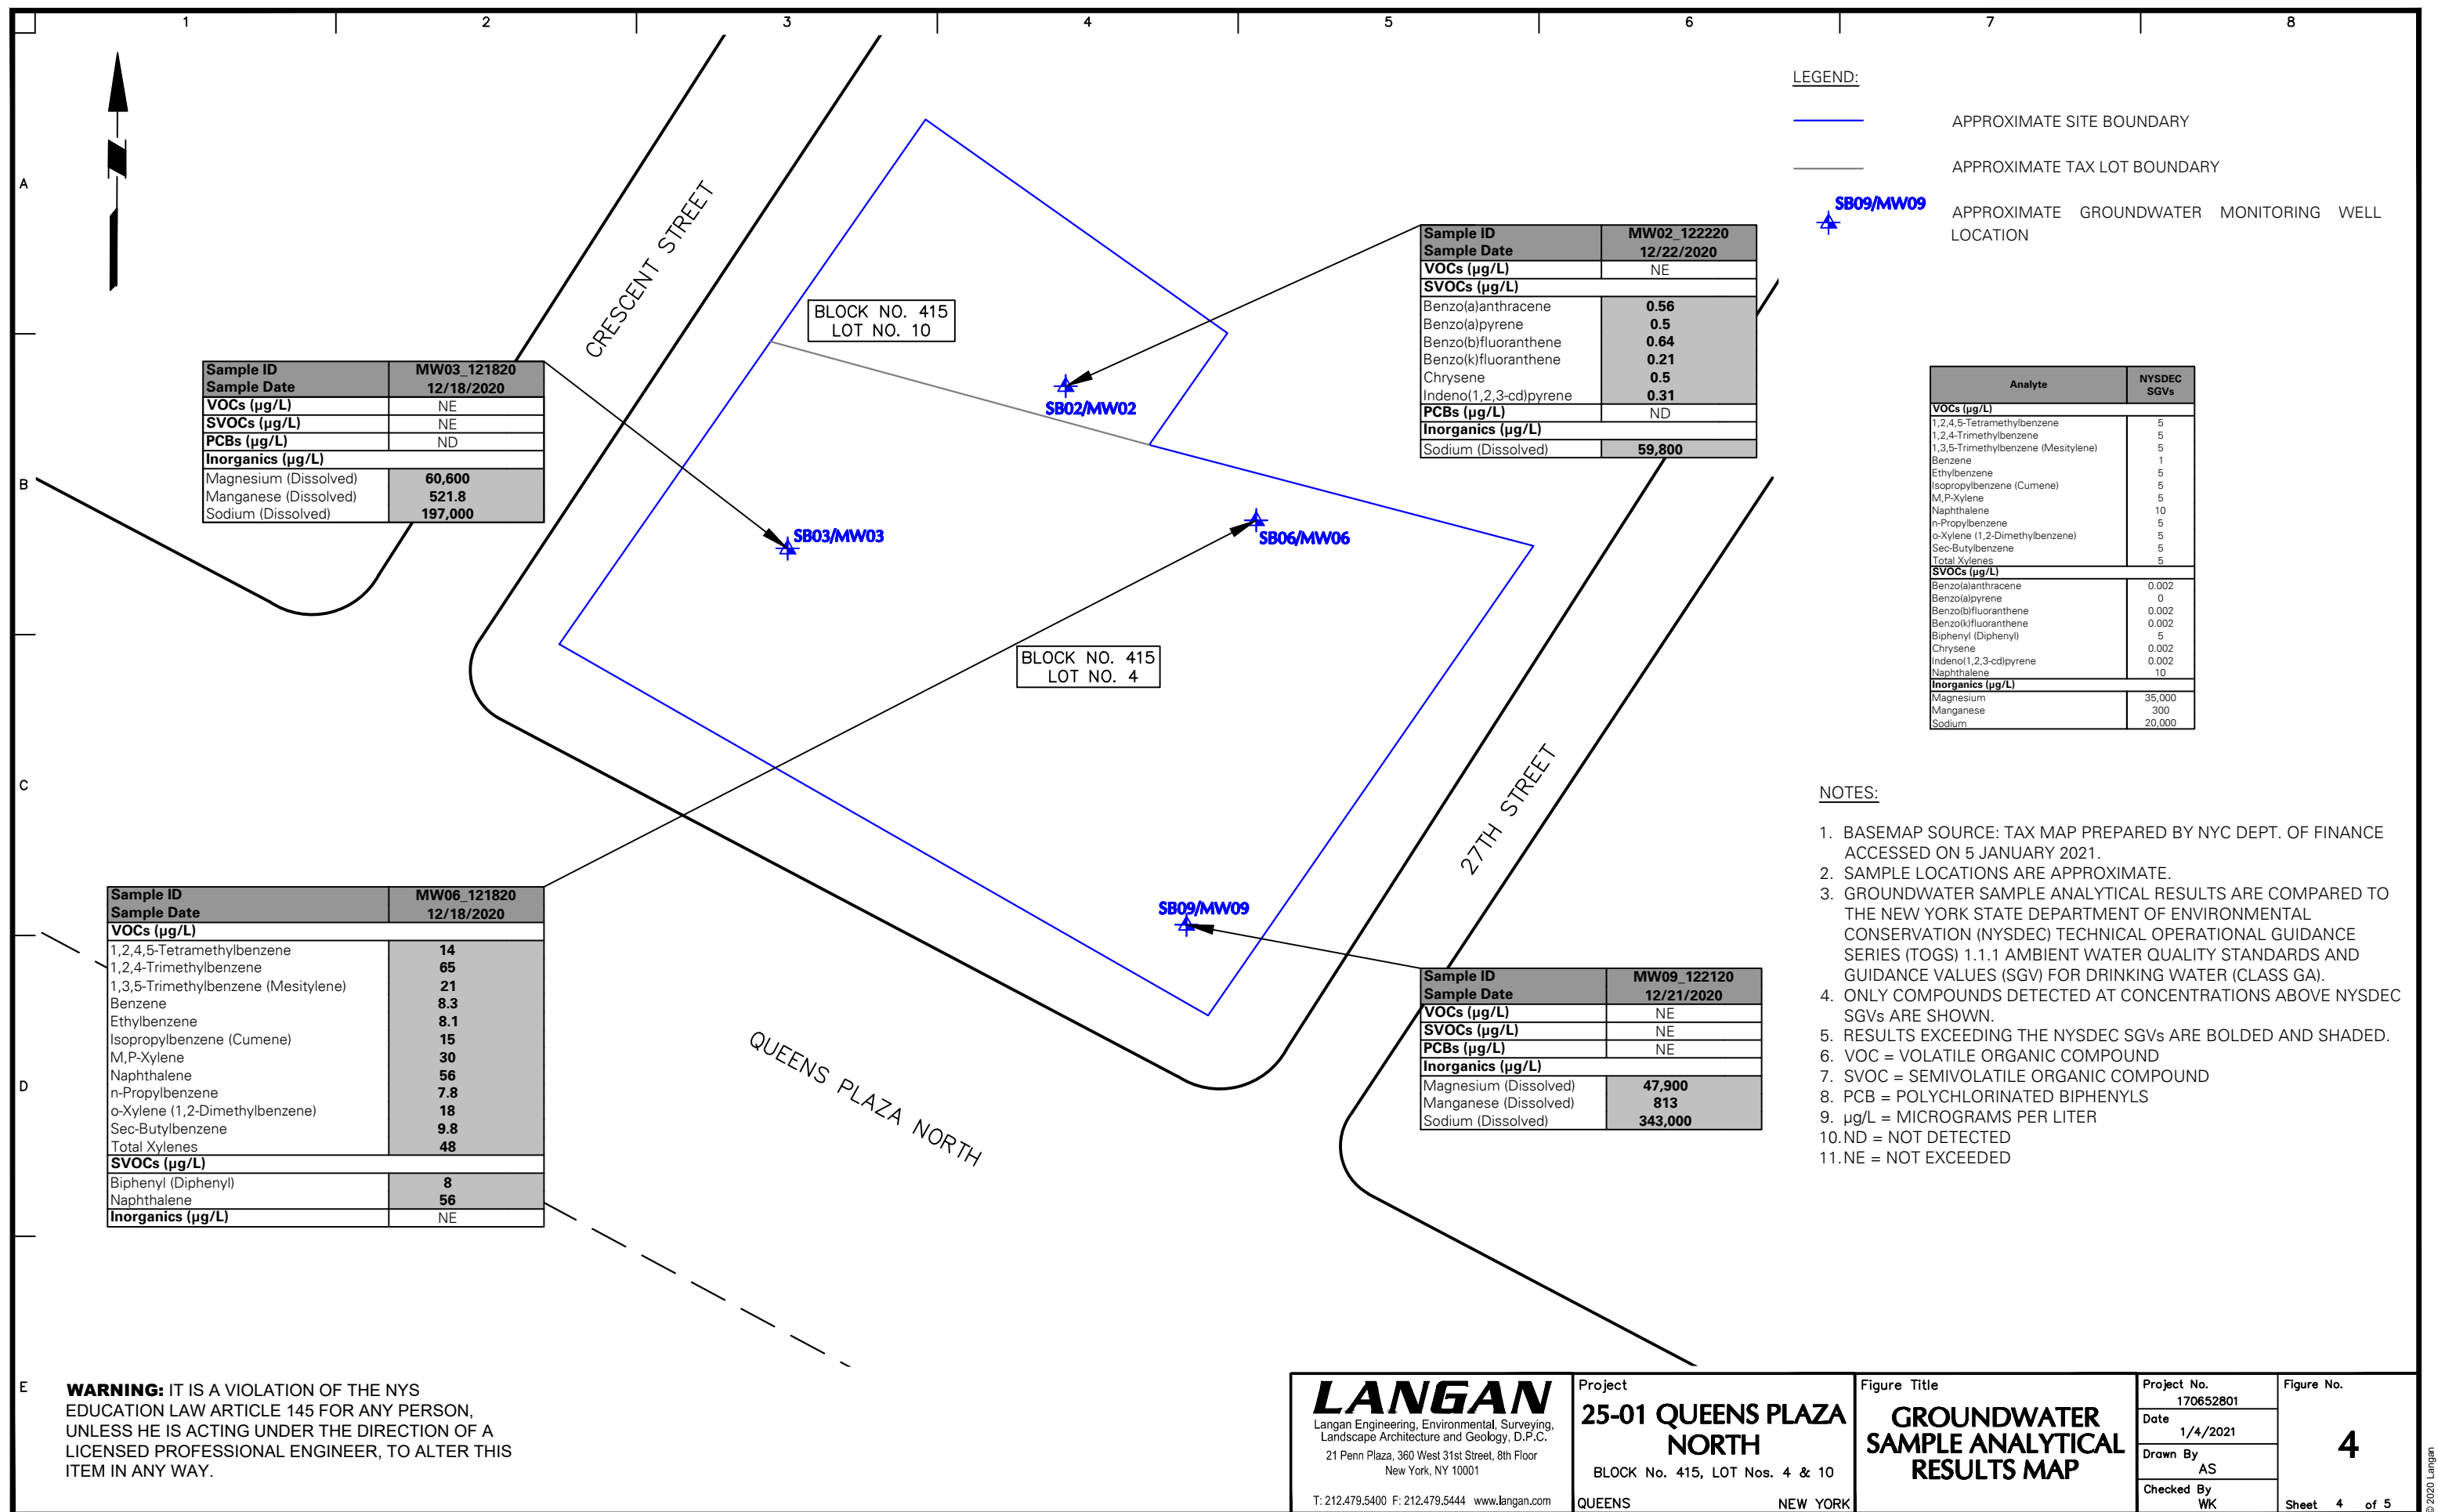 1 2 3 4 5 6 7 8
A
B
C
D
E
N
CRESCENT STREET
27TH STREET
QUEENS PLAZA NORTH
BLOCK NO. 415
LOT NO. 10
BLOCK NO. 415
LOT NO. 4
SB02/MW02
SB03/MW03
SB06/MW06
SB09/MW09
Sample ID MW03_121820
Sample Date 12/18/2020
VOCs (µg/L) NE
SVOCs (µg/L) NE
PCBs (µg/L) ND
Inorganics (µg/L)
Magnesium (Dissolved) 60,600
Manganese (Dissolved) 521.8
Sodium (Dissolved) 197,000
Sample ID MW02_122220
Sample Date 12/22/2020
VOCs (µg/L) NE
SVOCs (µg/L)
Benzo(a)anthracene 0.56
Benzo(a)pyrene 0.5
Benzo(b)fluoranthene 0.64
Benzo(k)fluoranthene 0.21
Chrysene 0.5
Indeno(1,2,3-cd)pyrene 0.31
PCBs (µg/L) ND
Inorganics (µg/L)
Sodium (Dissolved) 59,800
Sample ID MW06_121820
Sample Date 12/18/2020
VOCs (µg/L)
1,2,4,5-Tetramethylbenzene 14
1,2,4-Trimethylbenzene 65
1,3,5-Trimethylbenzene (Mesitylene) 21
Benzene 8.3
Ethylbenzene 8.1
Isopropylbenzene (Cumene) 15
M,P-Xylene 30
Naphthalene 56
n-Propylbenzene 7.8
o-Xylene (1,2-Dimethylbenzene) 18
Sec-Butylbenzene 9.8
Total Xylenes 48
SVOCs (µg/L)
Biphenyl (Diphenyl) 8
Naphthalene 56
Inorganics (µg/L) NE
Sample ID MW09_122120
Sample Date 12/21/2020
VOCs (µg/L) NE
SVOCs (µg/L) NE
PCBs (µg/L) NE
Inorganics (µg/L)
Magnesium (Dissolved) 47,900
Manganese (Dissolved) 813
Sodium (Dissolved) 343,000
LEGEND:
APPROXIMATE SITE BOUNDARY
APPROXIMATE TAX LOT BOUNDARY
SB09/MW09 APPROXIMATE GROUNDWATER MONITORING WELL
LOCATION
Analyte NYSDEC SGVs
VOCs (µg/L)
1,2,4,5-Tetramethylbenzene 5
1,2,4-Trimethylbenzene 5
1,3,5-Trimethylbenzene (Mesitylene) 5
Benzene 1
Ethylbenzene 5
Isopropylbenzene (Cumene) 5
M,P-Xylene 5
Naphthalene 10
n-Propylbenzene 5
o-Xylene (1,2-Dimethylbenzene) 5
Sec-Butylbenzene 5
Total Xylenes 5
SVOCs (µg/L)
Benzo(a)anthracene 0.002
Benzo(a)pyrene 0
Benzo(b)fluoranthene 0.002
Benzo(k)fluoranthene 0.002
Biphenyl (Diphenyl) 5
Chrysene 0.002
Indeno(1,2,3-cd)pyrene 0.002
Naphthalene 10
Inorganics (µg/L)
Magnesium 35,000
Manganese 300
Sodium 20,000
NOTES:
1. BASEMAP SOURCE: TAX MAP PREPARED BY NYC DEPT. OF FINANCE
ACCESSED ON 5 JANUARY 2021.
2. SAMPLE LOCATIONS ARE APPROXIMATE.
3. GROUNDWATER SAMPLE ANALYTICAL RESULTS ARE COMPARED TO
THE NEW YORK STATE DEPARTMENT OF ENVIRONMENTAL
CONSERVATION (NYSDEC) TECHNICAL OPERATIONAL GUIDANCE
SERIES (TOGS) 1.1.1 AMBIENT WATER QUALITY STANDARDS AND
GUIDANCE VALUES (SGV) FOR DRINKING WATER (CLASS GA).
4. ONLY COMPOUNDS DETECTED AT CONCENTRATIONS ABOVE NYSDEC
SGVs ARE SHOWN.
5. RESULTS EXCEEDING THE NYSDEC SGVs ARE BOLDED AND SHADED.
6. VOC = VOLATILE ORGANIC COMPOUND
7. SVOC = SEMIVOLATILE ORGANIC COMPOUND
8. PCB = POLYCHLORINATED BIPHENYLS
9. µg/L = MICROGRAMS PER LITER
10. ND = NOT DETECTED
11. NE = NOT EXCEEDED
WARNING: IT IS A VIOLATION OF THE NYS
EDUCATION LAW ARTICLE 145 FOR ANY PERSON,
UNLESS HE IS ACTING UNDER THE DIRECTION OF A
LICENSED PROFESSIONAL ENGINEER, TO ALTER THIS
ITEM IN ANY WAY.
LANGAN
Langan Engineering, Environmental, Surveying,
Landscape Architecture and Geology, D.P.C.
21 Penn Plaza, 360 West 31st Street, 8th Floor
New York, NY 10001
T: 212.479.5400 F: 212.479.5444 www.langan.com
Project
25-01 QUEENS PLAZA
NORTH
BLOCK No. 415, LOT Nos. 4 & 10
QUEENS NEW YORK
Figure Title
GROUNDWATER
SAMPLE ANALYTICAL
RESULTS MAP
Project No.
170652801
Date
1/4/2021
Drawn By
AS
Checked By
WK
Figure No.
4
Sheet 4 of 5
© 2020 Langan